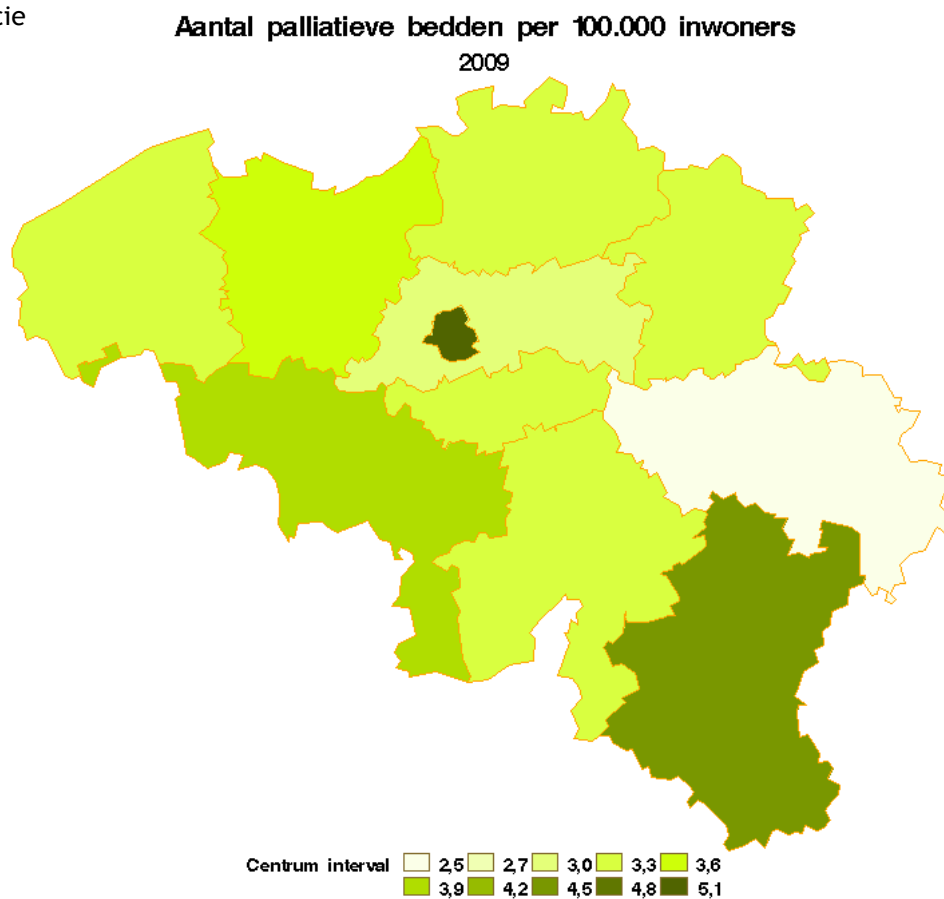 cie
Aantal palliatieve bedden per 100.000 inwoners
2009
Centrum interval 2,5 2,7 3,0 3,3 3,6
3,9 4,2 4,5 4,8 5,1